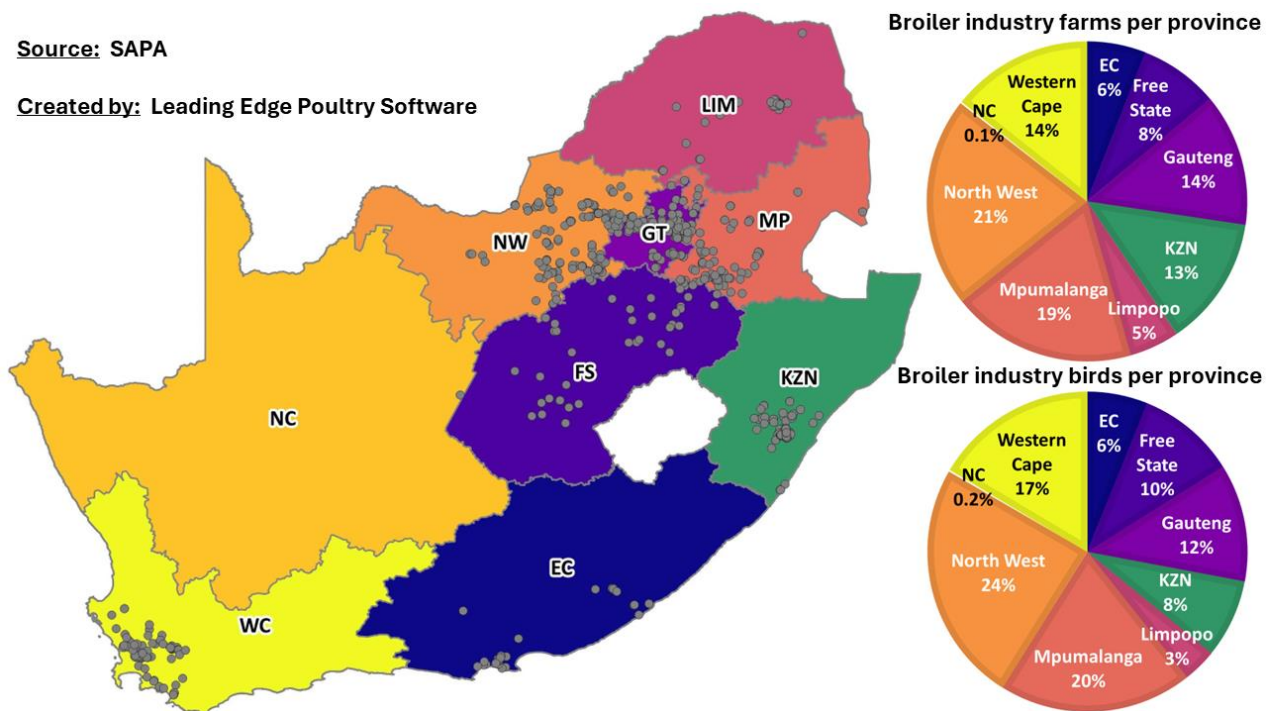 Source: SAPA
Created by: Leading Edge Poultry Software
LIM
NW
GT
MP
FS
KZN
NC
EC
WC
Broiler industry farms per province
EC
6%
Free
State
8%
Gauteng
14%
KZN
13%
Limpopo
5%
Mpumalanga
19%
North West
21%
NC
0.1%
Western
Cape
14%
Broiler industry birds per province
EC
6%
Free
State
10%
Gauteng
12%
KZN
8%
Limpopo
3%
Mpumalanga
20%
North West
24%
NC
0.2%
Western
Cape
17%